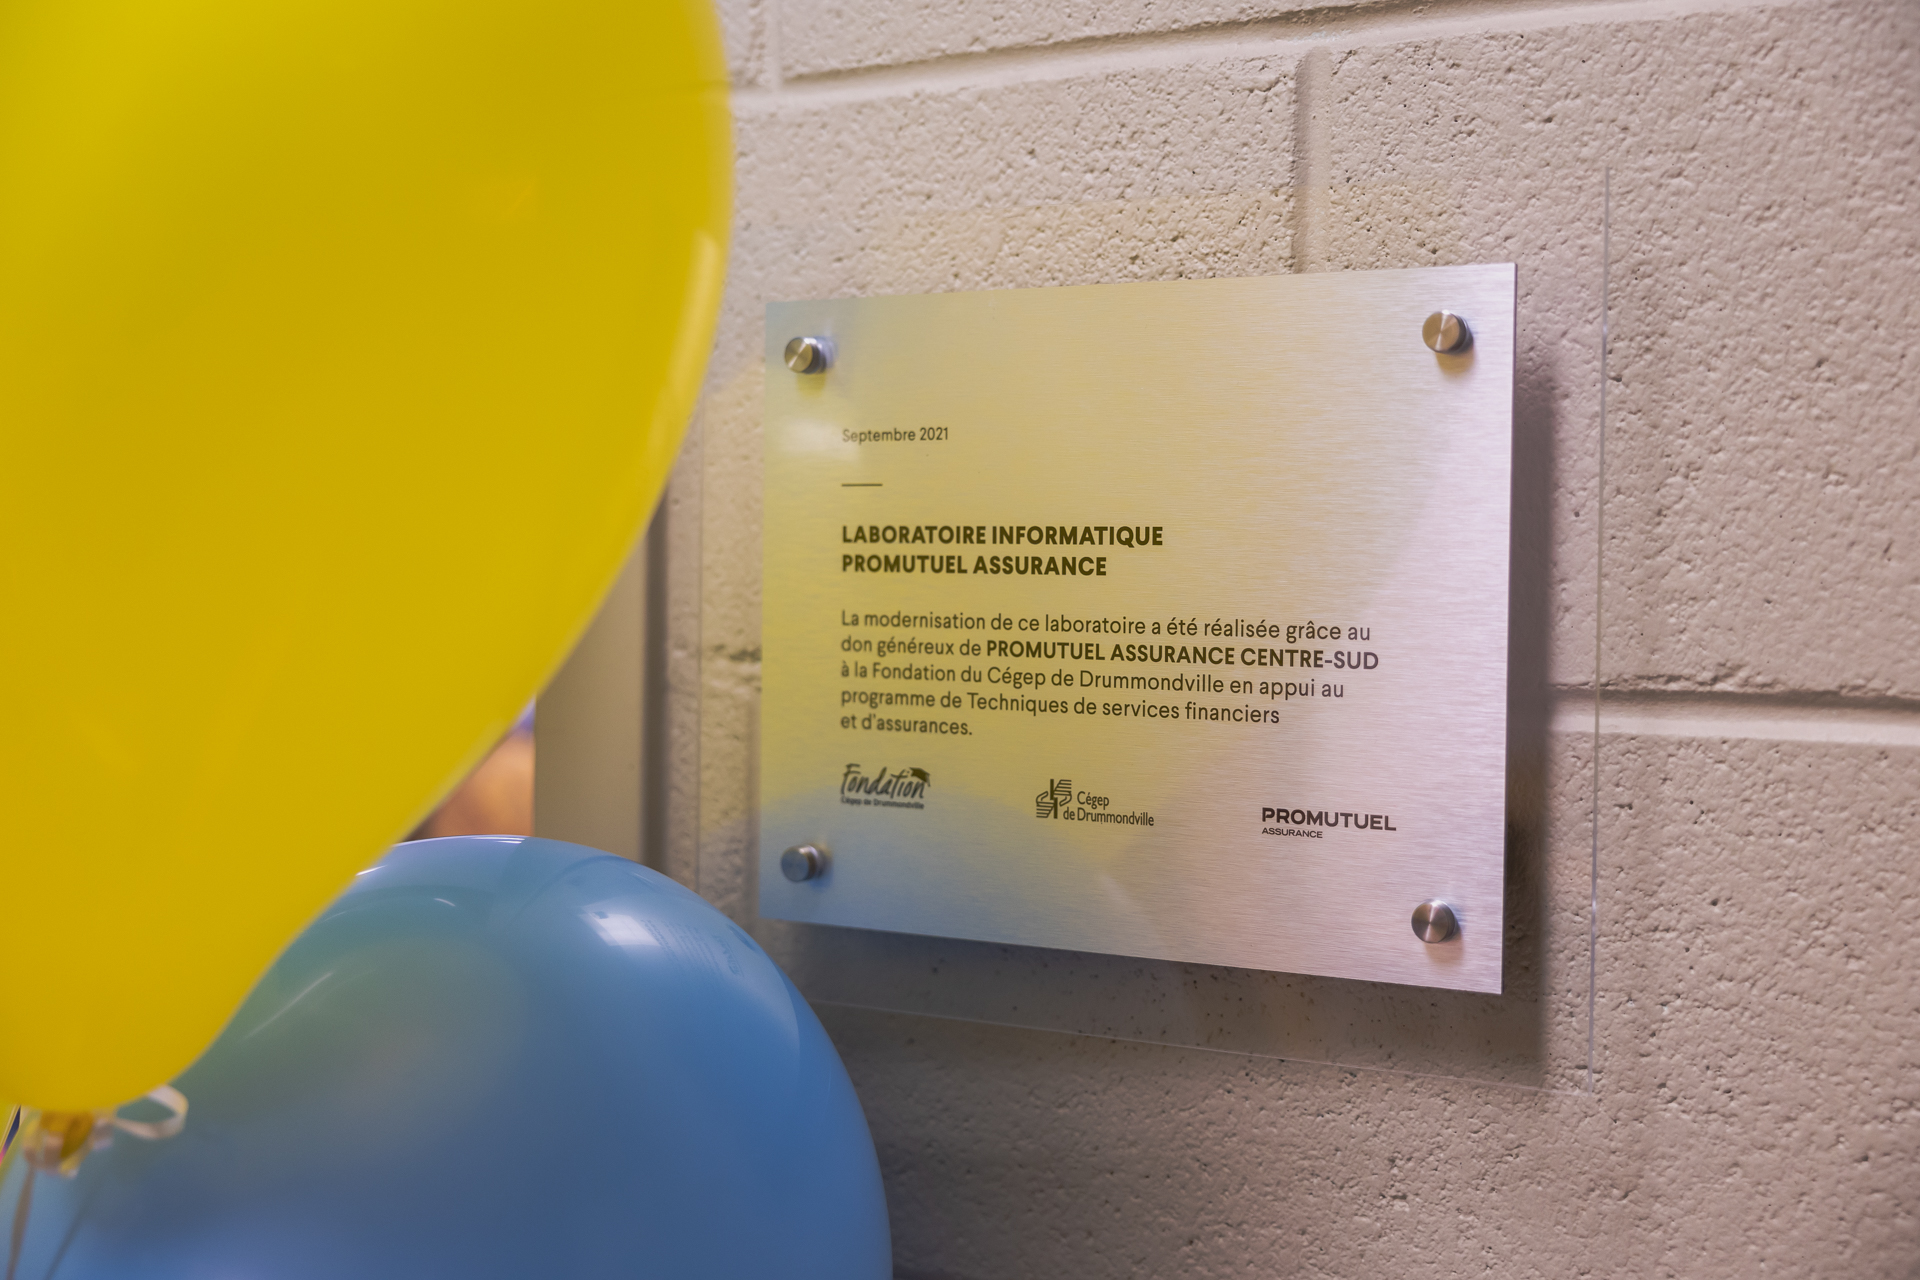 Septembre 2021
LABORATOIRE INFORMATIQUE
PROMUTUEL ASSURANCE
La modernisation de ce laboratoire a été réalisée grâce au
don généreux de PROMUTUEL ASSURANCE CENTRE-SUD
à la Fondation du Cégep de Drummondville en appui au
programme de Techniques de services financiers
et d'assurances.
Fondation
Cégep de Drummondville
Cégep
de Drummondville
PROMUTUEL
ASSURANCE